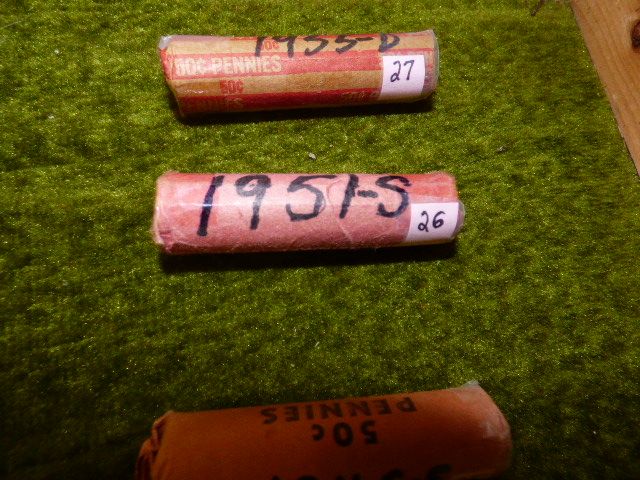 1955-D
50¢ PENNIES
50¢
27
1951-S
26
50¢
PENNIES